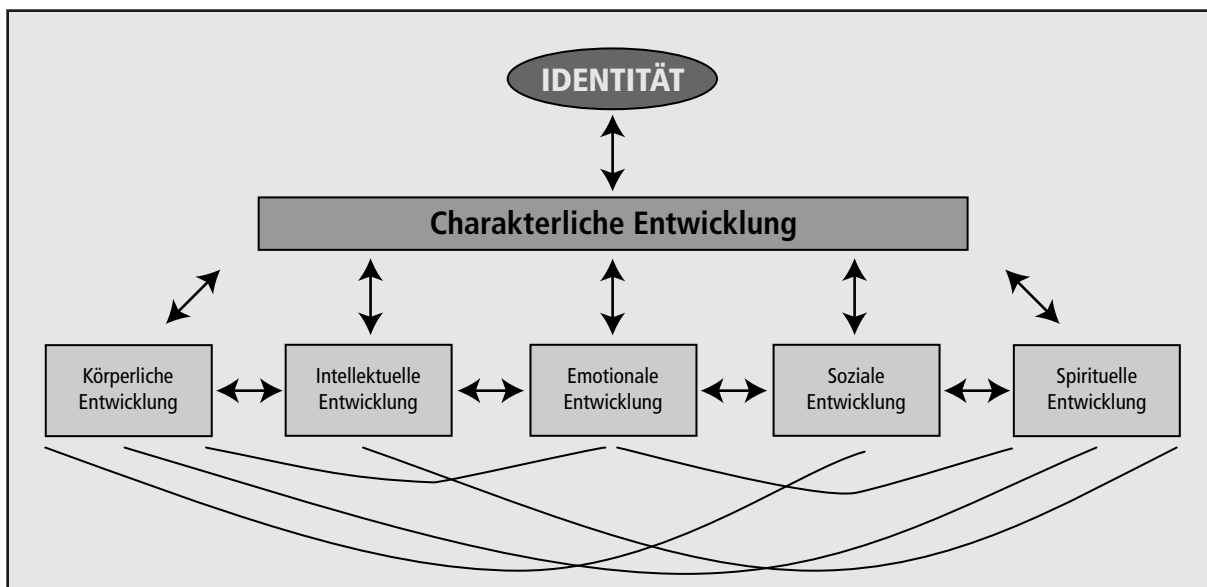 IDENTITÄT
Charakterliche Entwicklung
Körperliche
Entwicklung
Intellektuelle
Entwicklung
Emotionale
Entwicklung
Soziale
Entwicklung
Spirituelle
Entwicklung